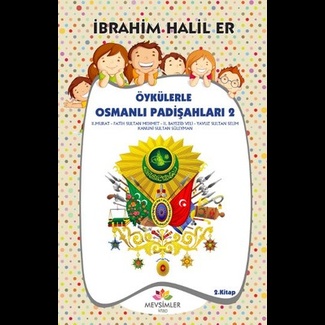 İBRAHİM HALİL ER
ÖYKÜLERLE
OSMANLI PADİŞAHLARI 2
II.MURAT - FATİH SULTAN MEHMET - II. BAYEZID VELİ - YAVUZ SULTAN SELİM
KANUNİ SULTAN SÜLEYMAN
2.Kitap
MEVSİMLER